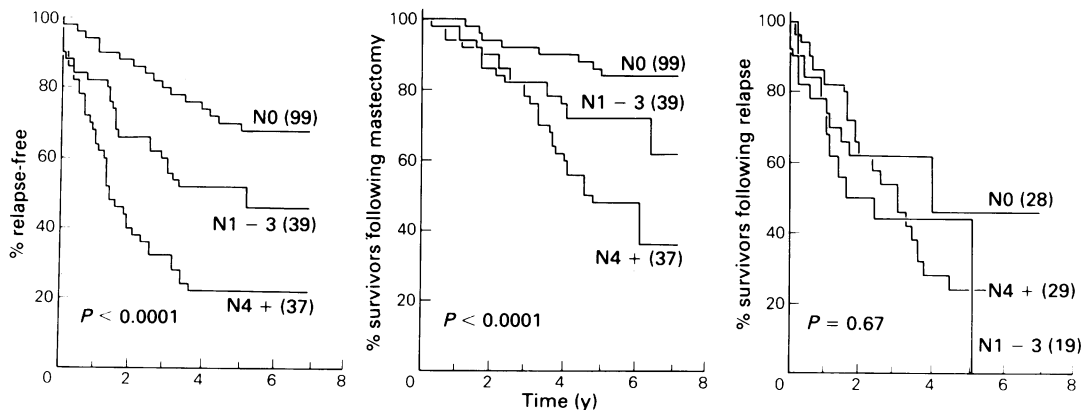 % relapse-free
100
80
60
40
20
0
2
4
6
8
N0 (99)
N1 – 3 (39)
N4 + (37)
P < 0.0001
% survivors following mastectomy
100
80
60
40
20
2
4
6
8
N0 (99)
N1 – 3 (39)
N4 + (37)
P < 0.0001
Time (y)
% survivors following relapse
100
80
60
40
20
0
2
4
6
8
N0 (28)
N4 + (29)
N1 – 3 (19)
P = 0.67